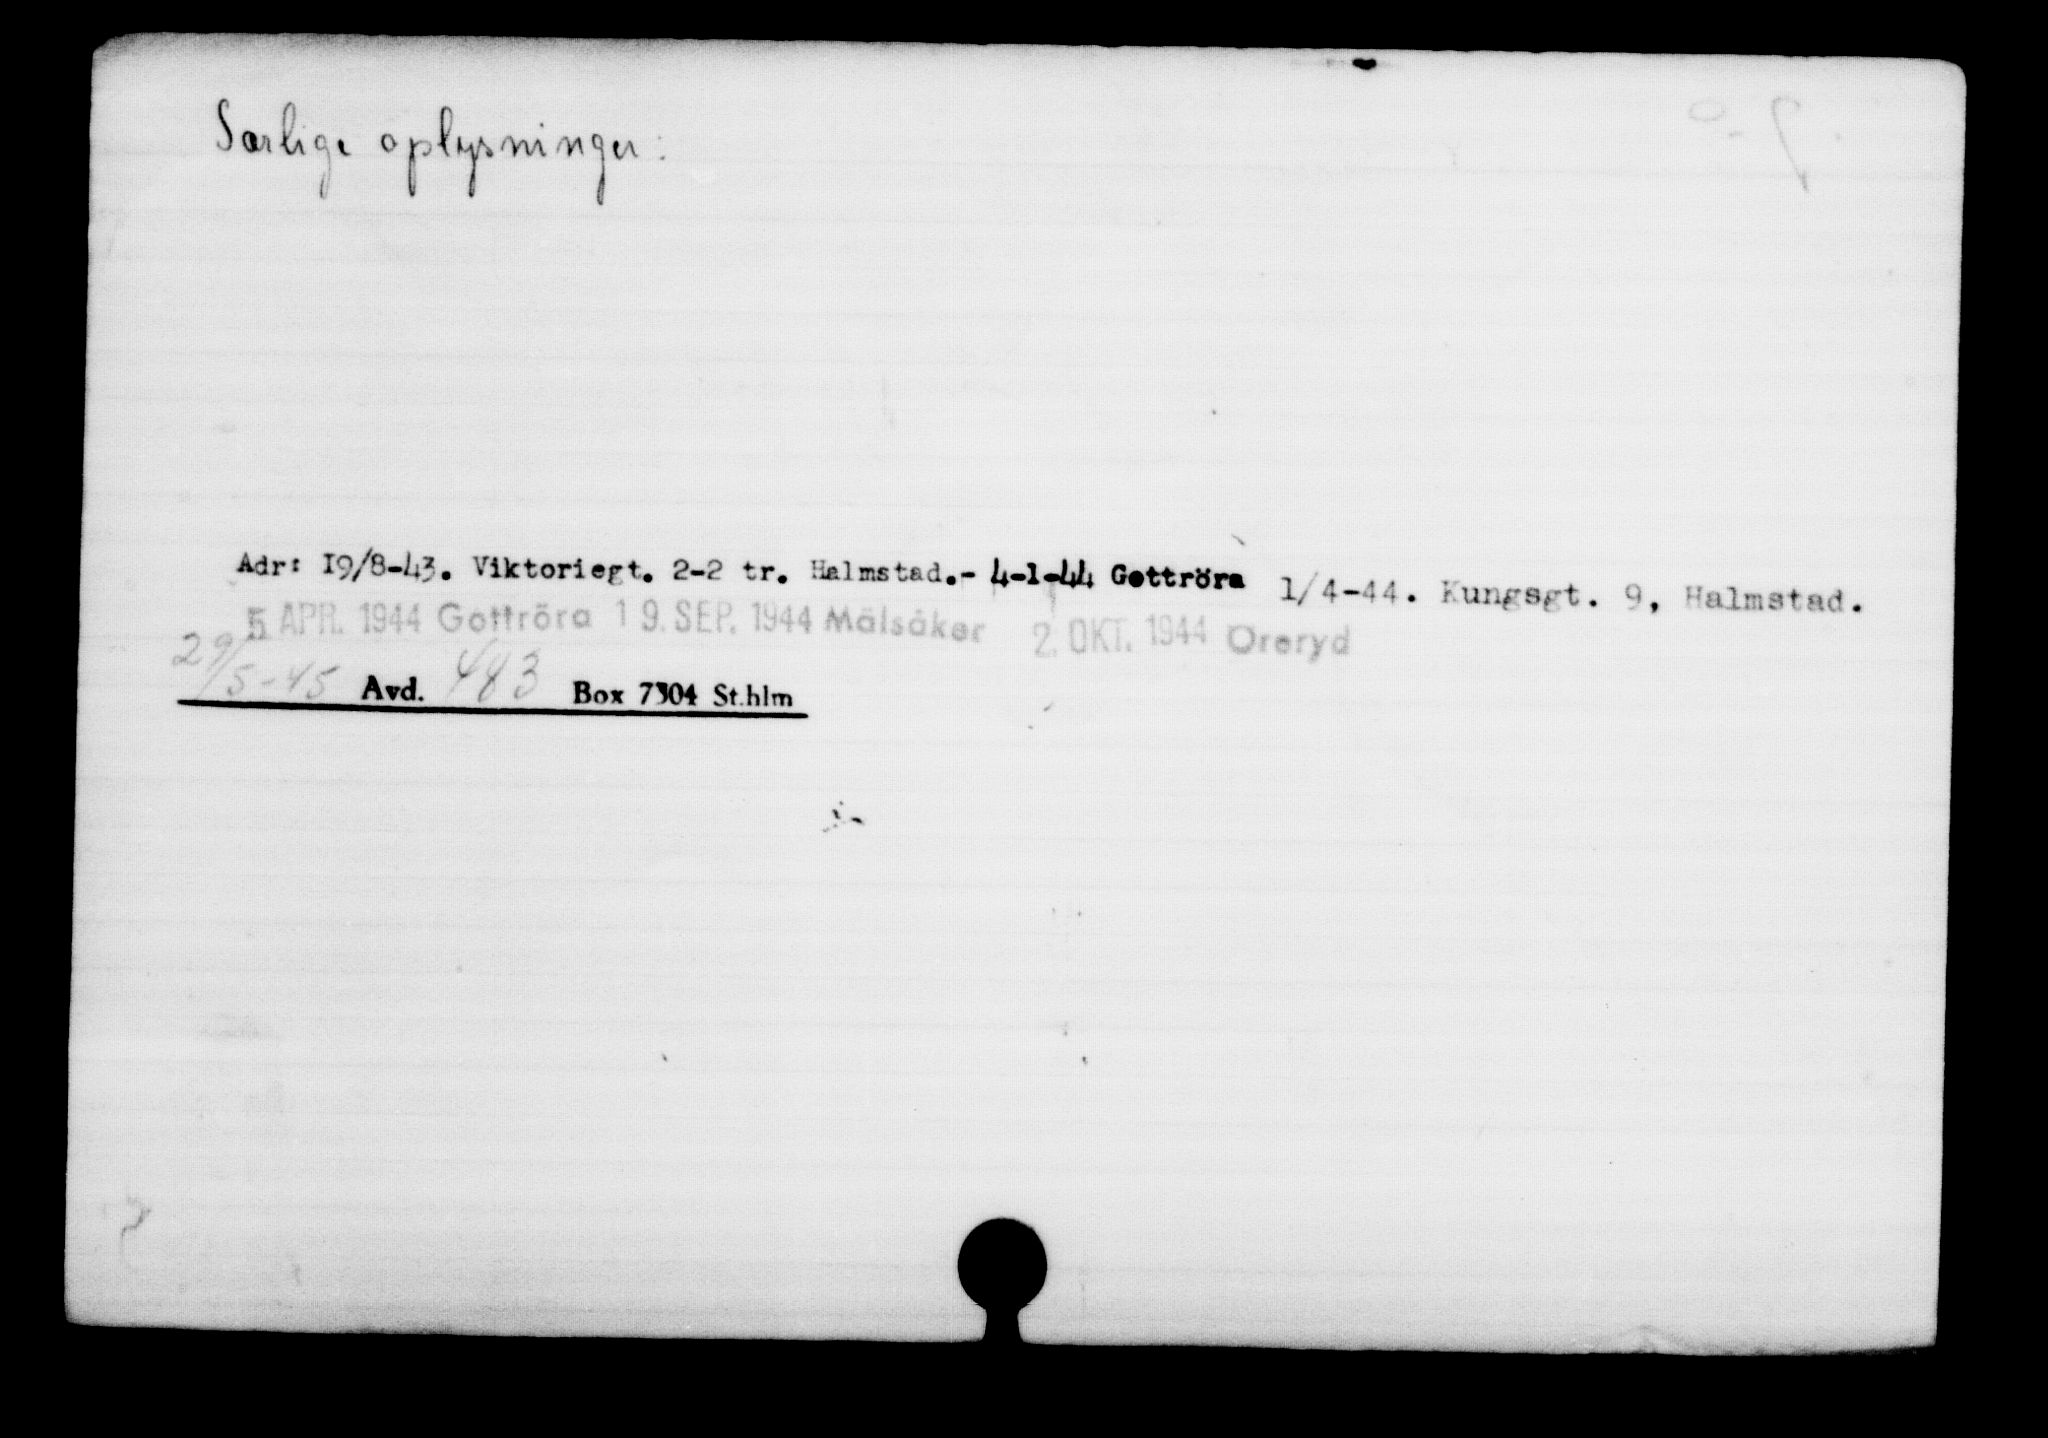 Særlige oplysninger:
Adr: I9/8-43. Viktoriegt. 2-2 tr. Halmstad.- 4-1-44 Gottröra 1/4-44. Kungsgt. 9, Halmstad.
5 APR. 1944 Gottröra 19. SEP. 1944 Mälsåker 2. OKT. 1944 Öreryd
29/5-45 Avd. 483 Box 7304 St.hlm